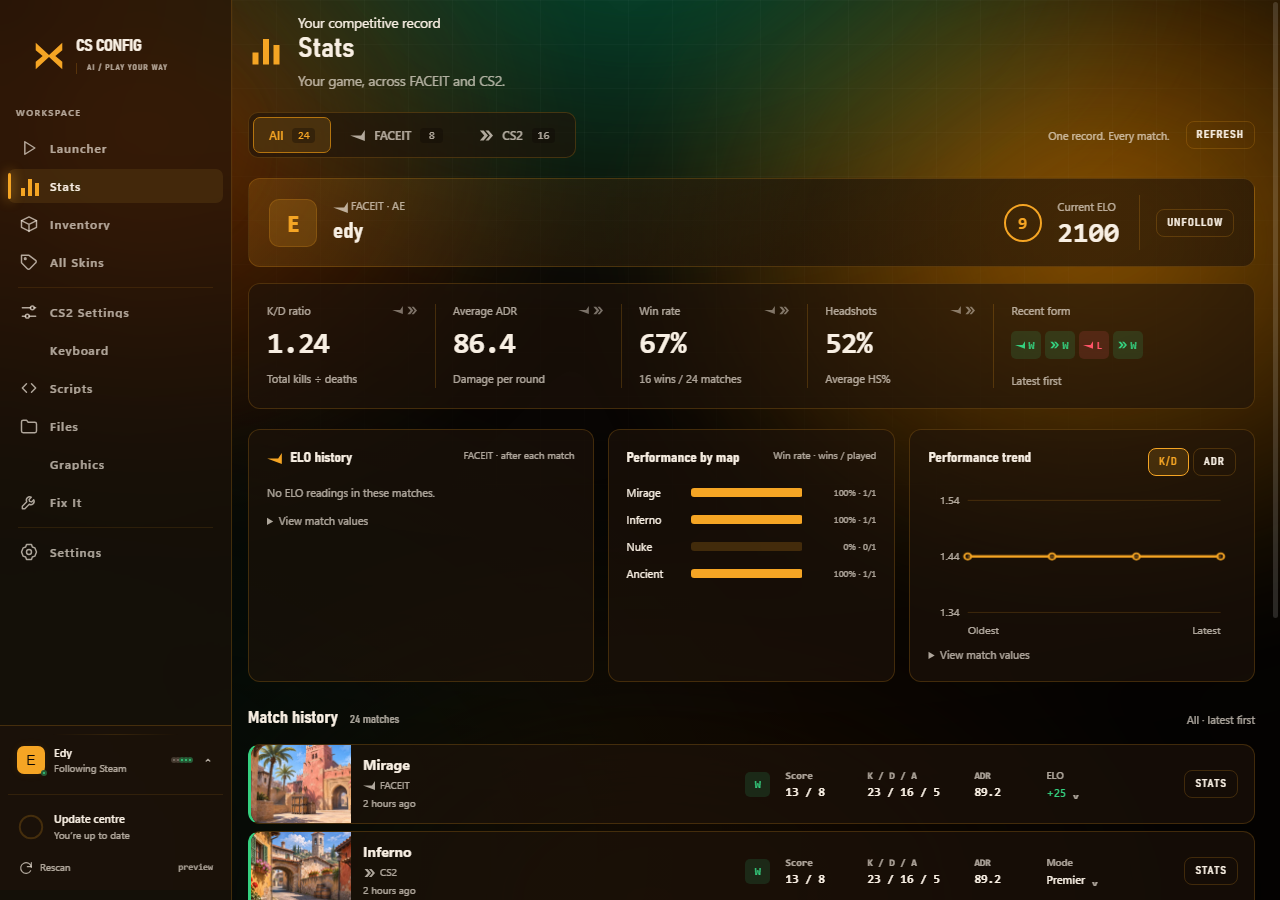 CS CONFIG
AI / PLAY YOUR WAY
WORKSPACE
Launcher
Stats
Inventory
All Skins
CS2 Settings
Keyboard
Scripts
Files
Graphics
Fix It
Settings
E
Edy
Following Steam
Update centre
You're up to date
Rescan
preview
Your competitive record
Stats
Your game, across FACEIT and CS2.
All 24
FACEIT 8
CS2 16
One record. Every match.
REFRESH
E
FACEIT · AE
edy
9
Current ELO
2100
UNFOLLOW
K/D ratio
1.24
Total kills ÷ deaths
Average ADR
86.4
Damage per round
Win rate
67%
16 wins / 24 matches
Headshots
52%
Average HS%
Recent form
W W L W
Latest first
ELO history
FACEIT · after each match
No ELO readings in these matches.
View match values
Performance by map
Win rate · wins / played
Mirage 100% · 1/1
Inferno 100% · 1/1
Nuke 0% · 0/1
Ancient 100% · 1/1
Performance trend
K/D
ADR
1.54
1.44
1.34
Oldest
Latest
View match values
Match history
24 matches
All · latest first
Mirage
FACEIT
2 hours ago
W
Score
13 / 8
K / D / A
23 / 16 / 5
ADR
89.2
ELO
+25
STATS
Inferno
CS2
2 hours ago
W
Score
13 / 8
K / D / A
23 / 16 / 5
ADR
89.2
Mode
Premier
STATS